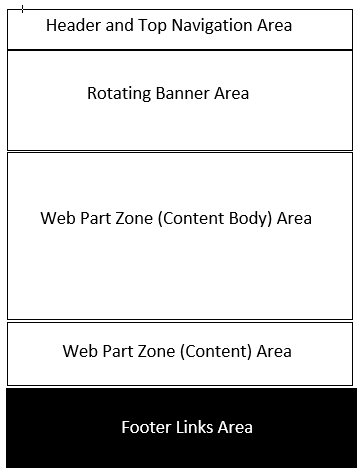 Header and Top Navigation Area
Rotating Banner Area
Web Part Zone (Content Body) Area
Web Part Zone (Content) Area
Footer Links Area